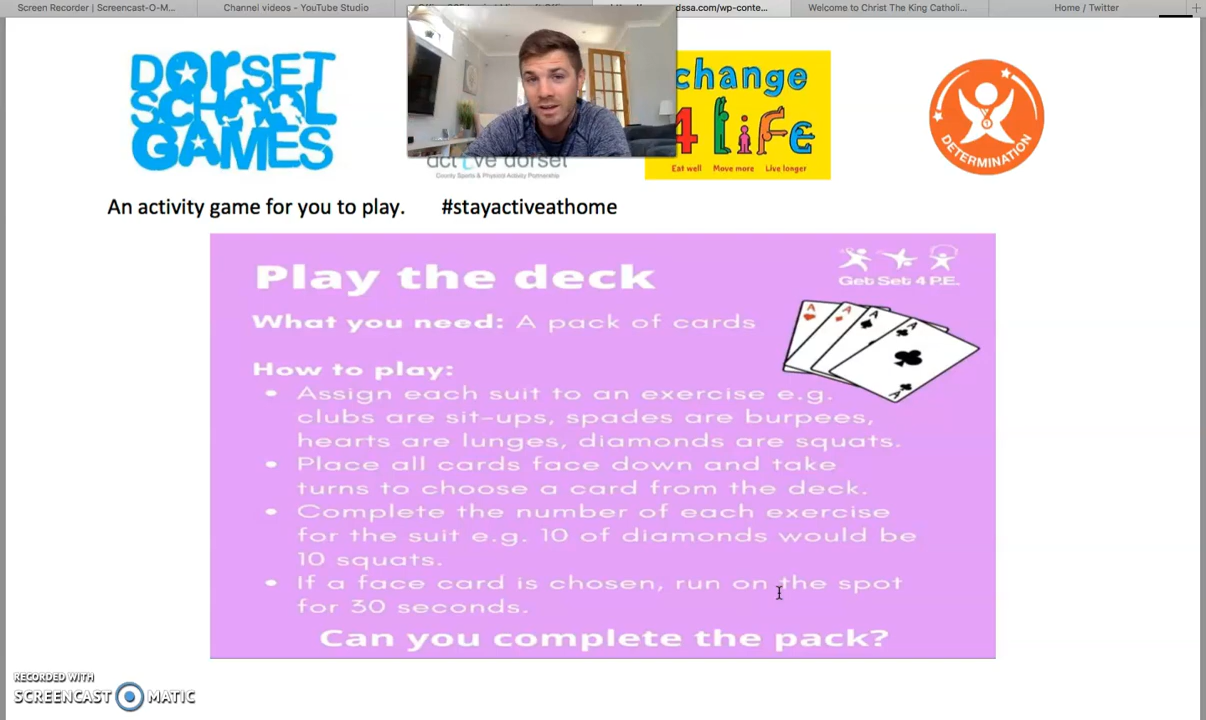 Screen Recorder | Screencast-O-M...
Channel videos - YouTube Studio
dssa.com/wp-conte...
Welcome to Christ The King Catholi...
Home / Twitter
DORSET
SCHOOL
GAMES
active dorset
County Sports & Physical Activity Partnership
change
4 LiFE
Eat well Move more Live longer
DETERMINATION
An activity game for you to play. #stayactiveathome
Play the deck
Get Set 4 P.E.
What you need: A pack of cards
A A A A
A
How to play:
• Assign each suit to an exercise e.g.
clubs are sit-ups, spades are burpees,
hearts are lunges, diamonds are squats.
• Place all cards face down and take
turns to choose a card from the deck.
• Complete the number of each exercise
for the suit e.g. 10 of diamonds would be
10 squats.
• If a face card is chosen, run on the spot
for 30 seconds.
Can you complete the pack?
RECORDED WITH
SCREENCAST MATIC